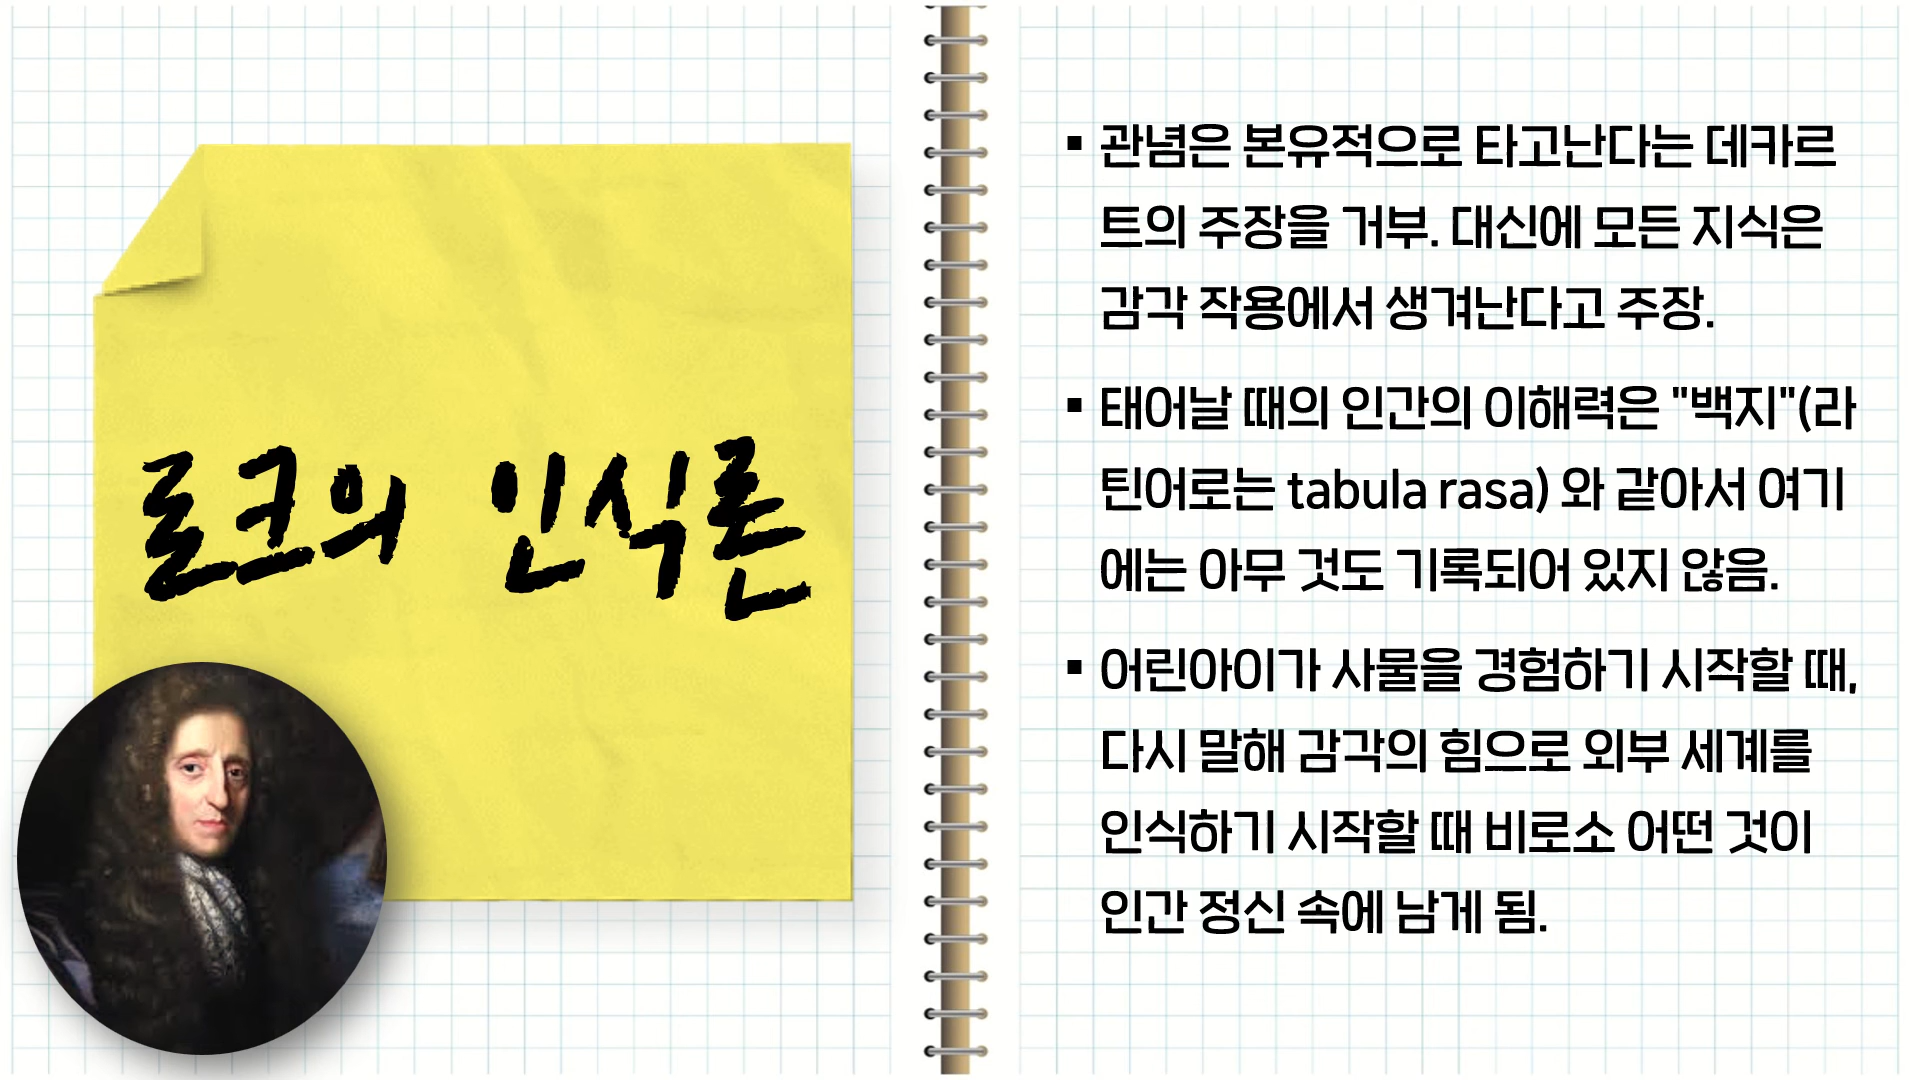 로크의 인식론
▪ 관념은 본유적으로 타고난다는 데카르
트의 주장을 거부. 대신에 모든 지식은
감각 작용에서 생겨난다고 주장.
▪ 태어날 때의 인간의 이해력은 "백지"(라
틴어로는 tabula rasa) 와 같아서 여기
에는 아무 것도 기록되어 있지 않음.
▪ 어린아이가 사물을 경험하기 시작할 때,
다시 말해 감각의 힘으로 외부 세계를
인식하기 시작할 때 비로소 어떤 것이
인간 정신 속에 남게 됨.